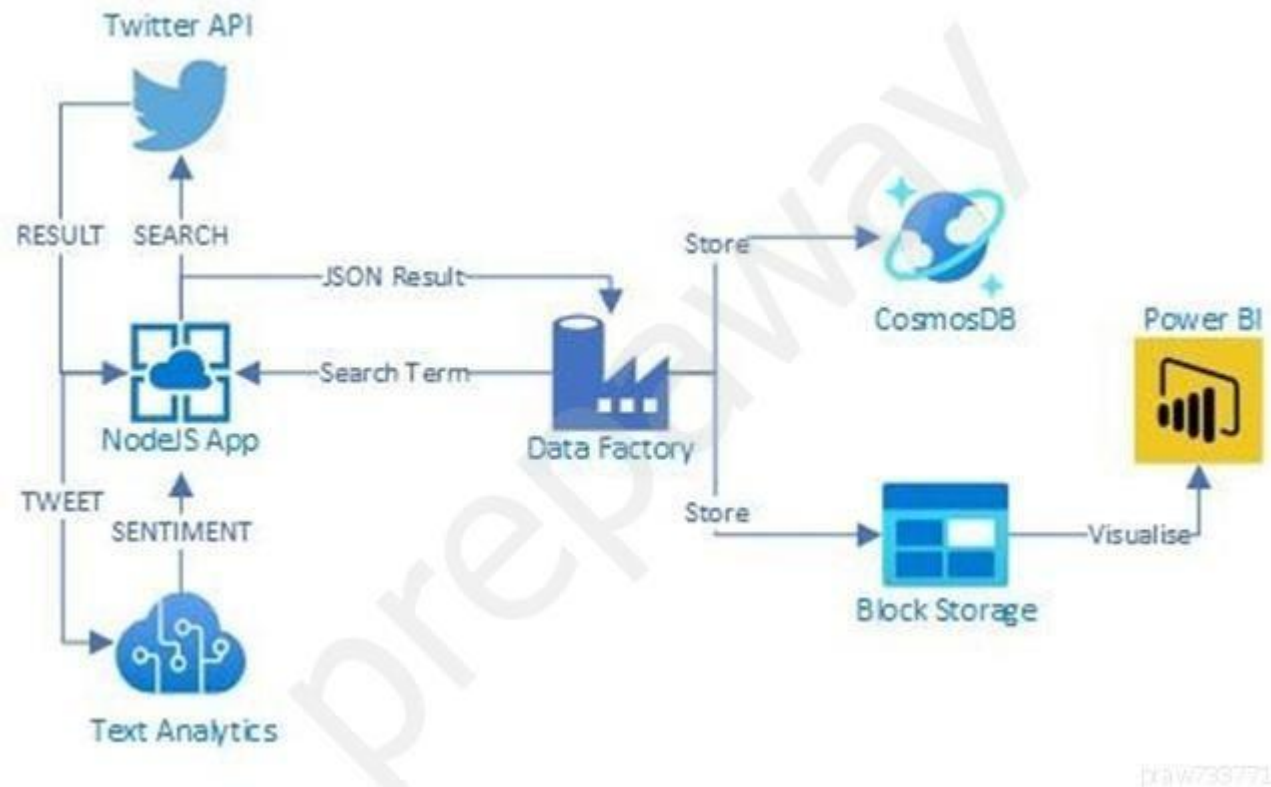 Twitter API
RESULT
SEARCH
JSON Result
Store
CosmosDB
Power BI
Search Term
NodeJS App
Data Factory
TWEET
SENTIMENT
Store
Visualise
Block Storage
Text Analytics
prepaway